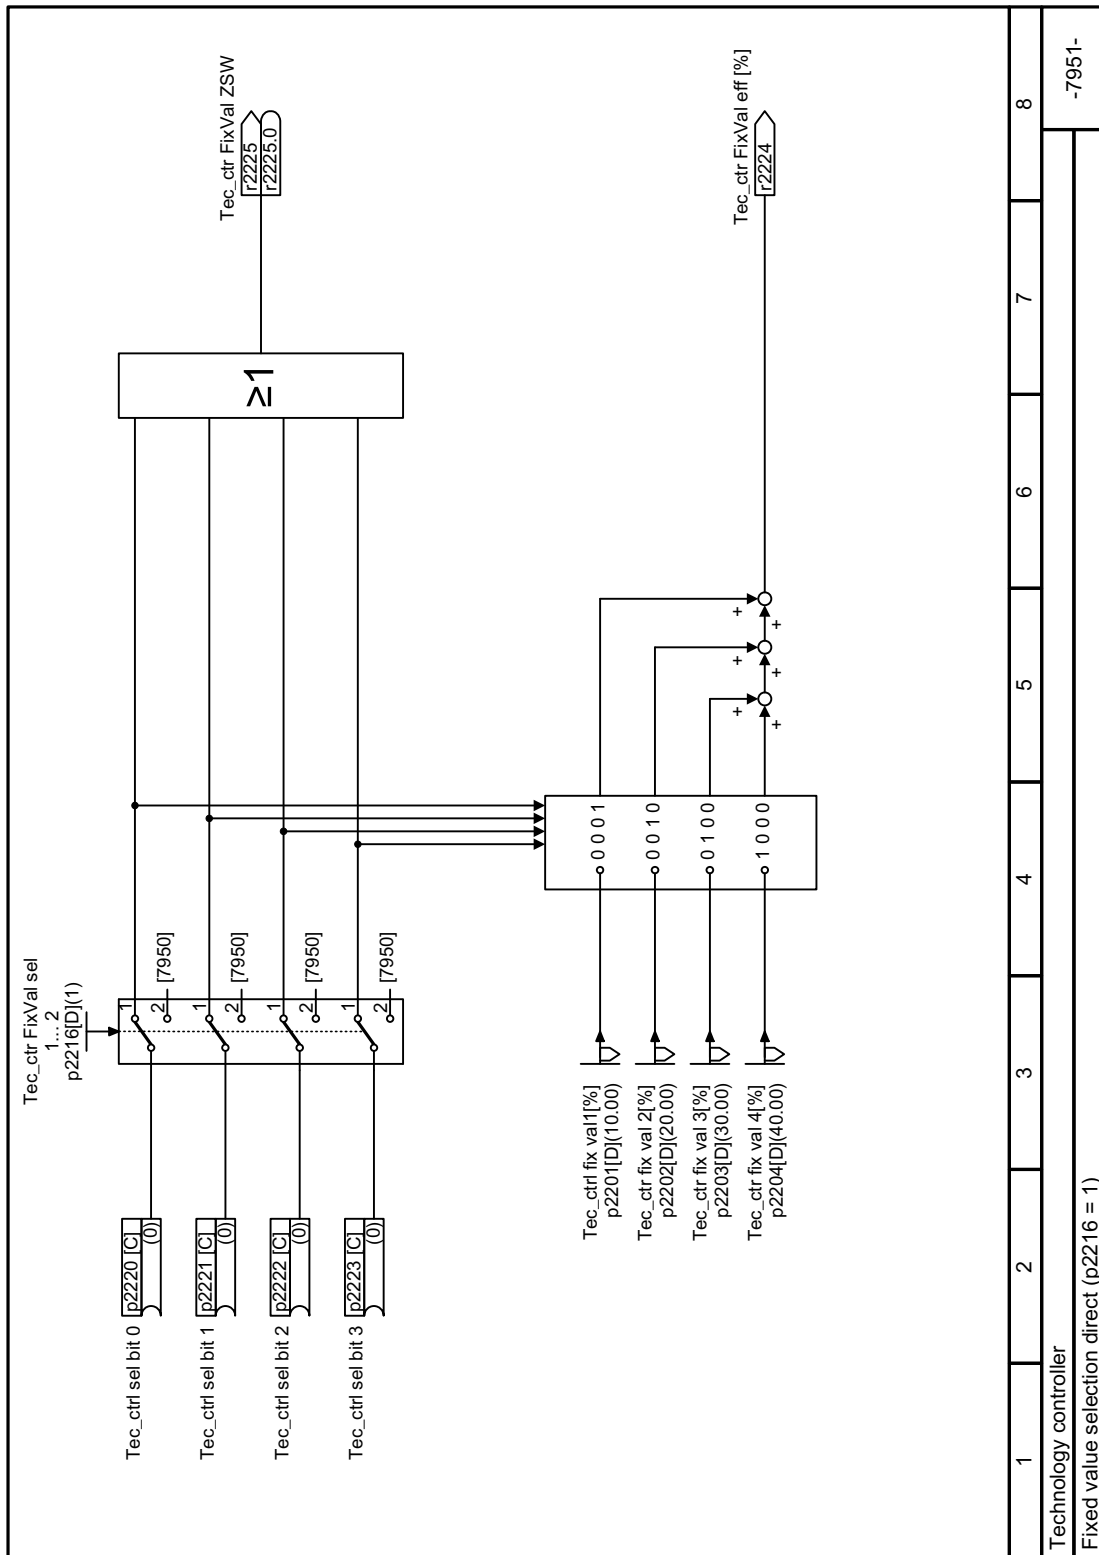 Tec_ctr FixVal sel
1... 2
p2216[D](1)
Tec_ctrl sel bit 0
p2220 [C]
(0)
1
2
[7950]
Tec_ctrl sel bit 1
p2221 [C]
(0)
1
2
[7950]
Tec_ctrl sel bit 2
p2222 [C]
(0)
1
2
[7950]
Tec_ctrl sel bit 3
p2223 [C]
(0)
1
2
[7950]
≥1
Tec_ctr FixVal ZSW
r2225
r2225.0
Tec_ctrl fix val1[%]
p2201[D](10.00)
0 0 0 1
Tec_ctr fix val 2[%]
p2202[D](20.00)
0 0 1 0
Tec_ctr fix val 3[%]
p2203[D](30.00)
0 1 0 0
Tec_ctr fix val 4[%]
p2204[D](40.00)
1 0 0 0
+
+
+
+
+
+
Tec_ctr FixVal eff [%]
r2224
1 2 3 4 5 6 7 8
Technology controller
Fixed value selection direct (p2216 = 1)
-7951-